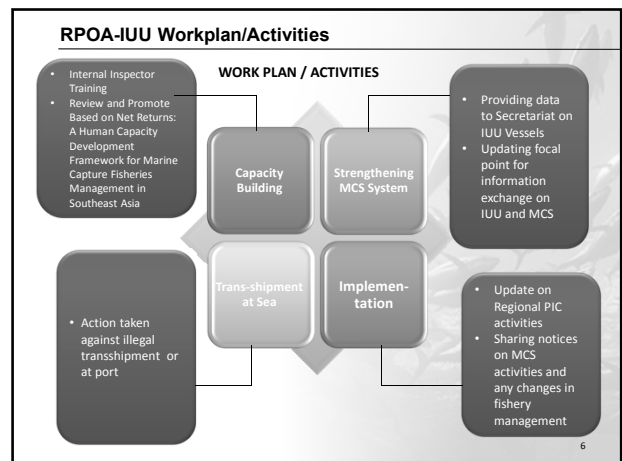 RPOA-IUU Workplan/Activities
WORK PLAN / ACTIVITIES
• Internal Inspector
Training
• Review and Promote
Based on Net Returns:
A Human Capacity
Development
Framework for Marine
Capture Fisheries
Management in
Southeast Asia
Capacity
Building
Strengthening
MCS System
• Providing data
to Secretariat on
IUU Vessels
• Updating focal
point for
information
exchange on
IUU and MCS
Trans-shipment
at Sea
Implemen-
tation
• Action taken
against illegal
transshipment or
at port
• Update on
Regional PIC
activities
• Sharing notices
on MCS
activities and
any changes in
fishery
management
6